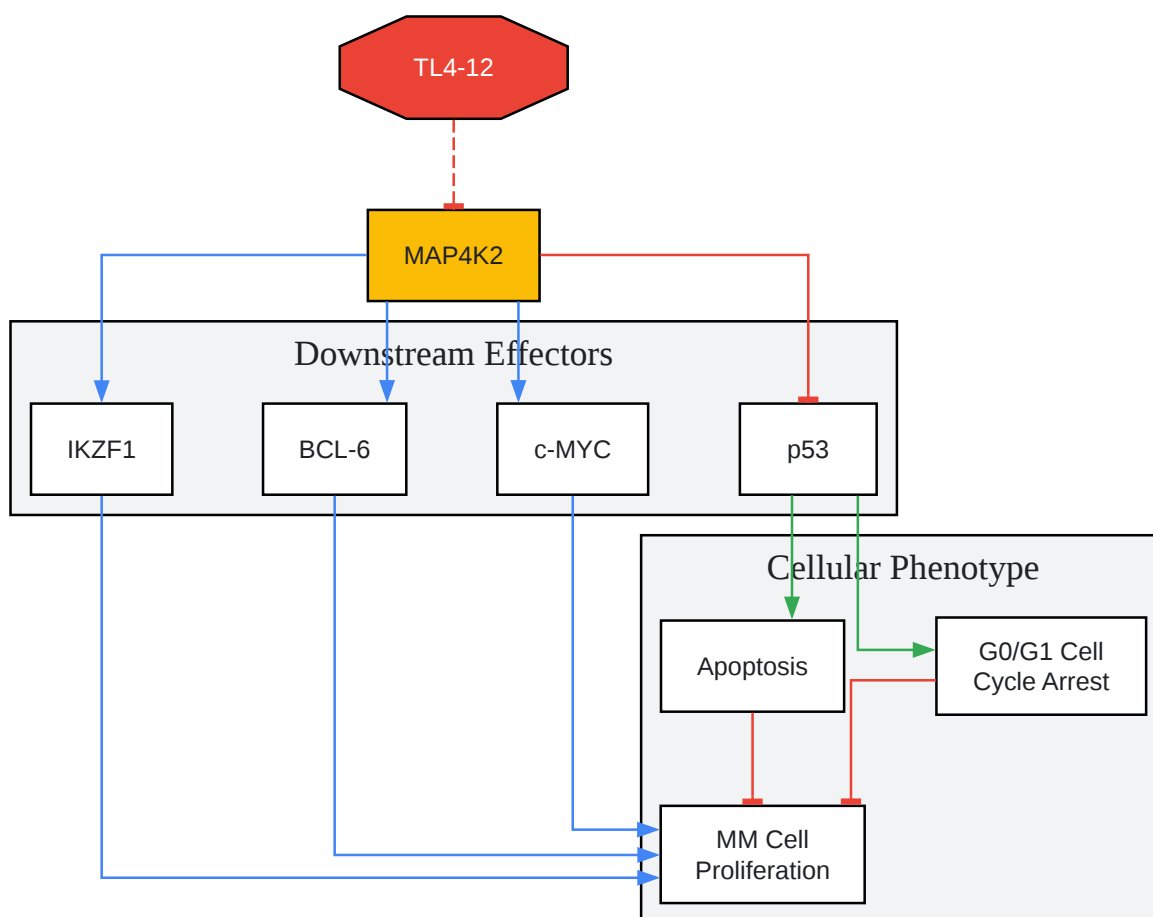 TL4-12
MAP4K2
Downstream Effectors
IKZF1
BCL-6
c-MYC
p53
Cellular Phenotype
Apoptosis
G0/G1 Cell
Cycle Arrest
MM Cell
Proliferation